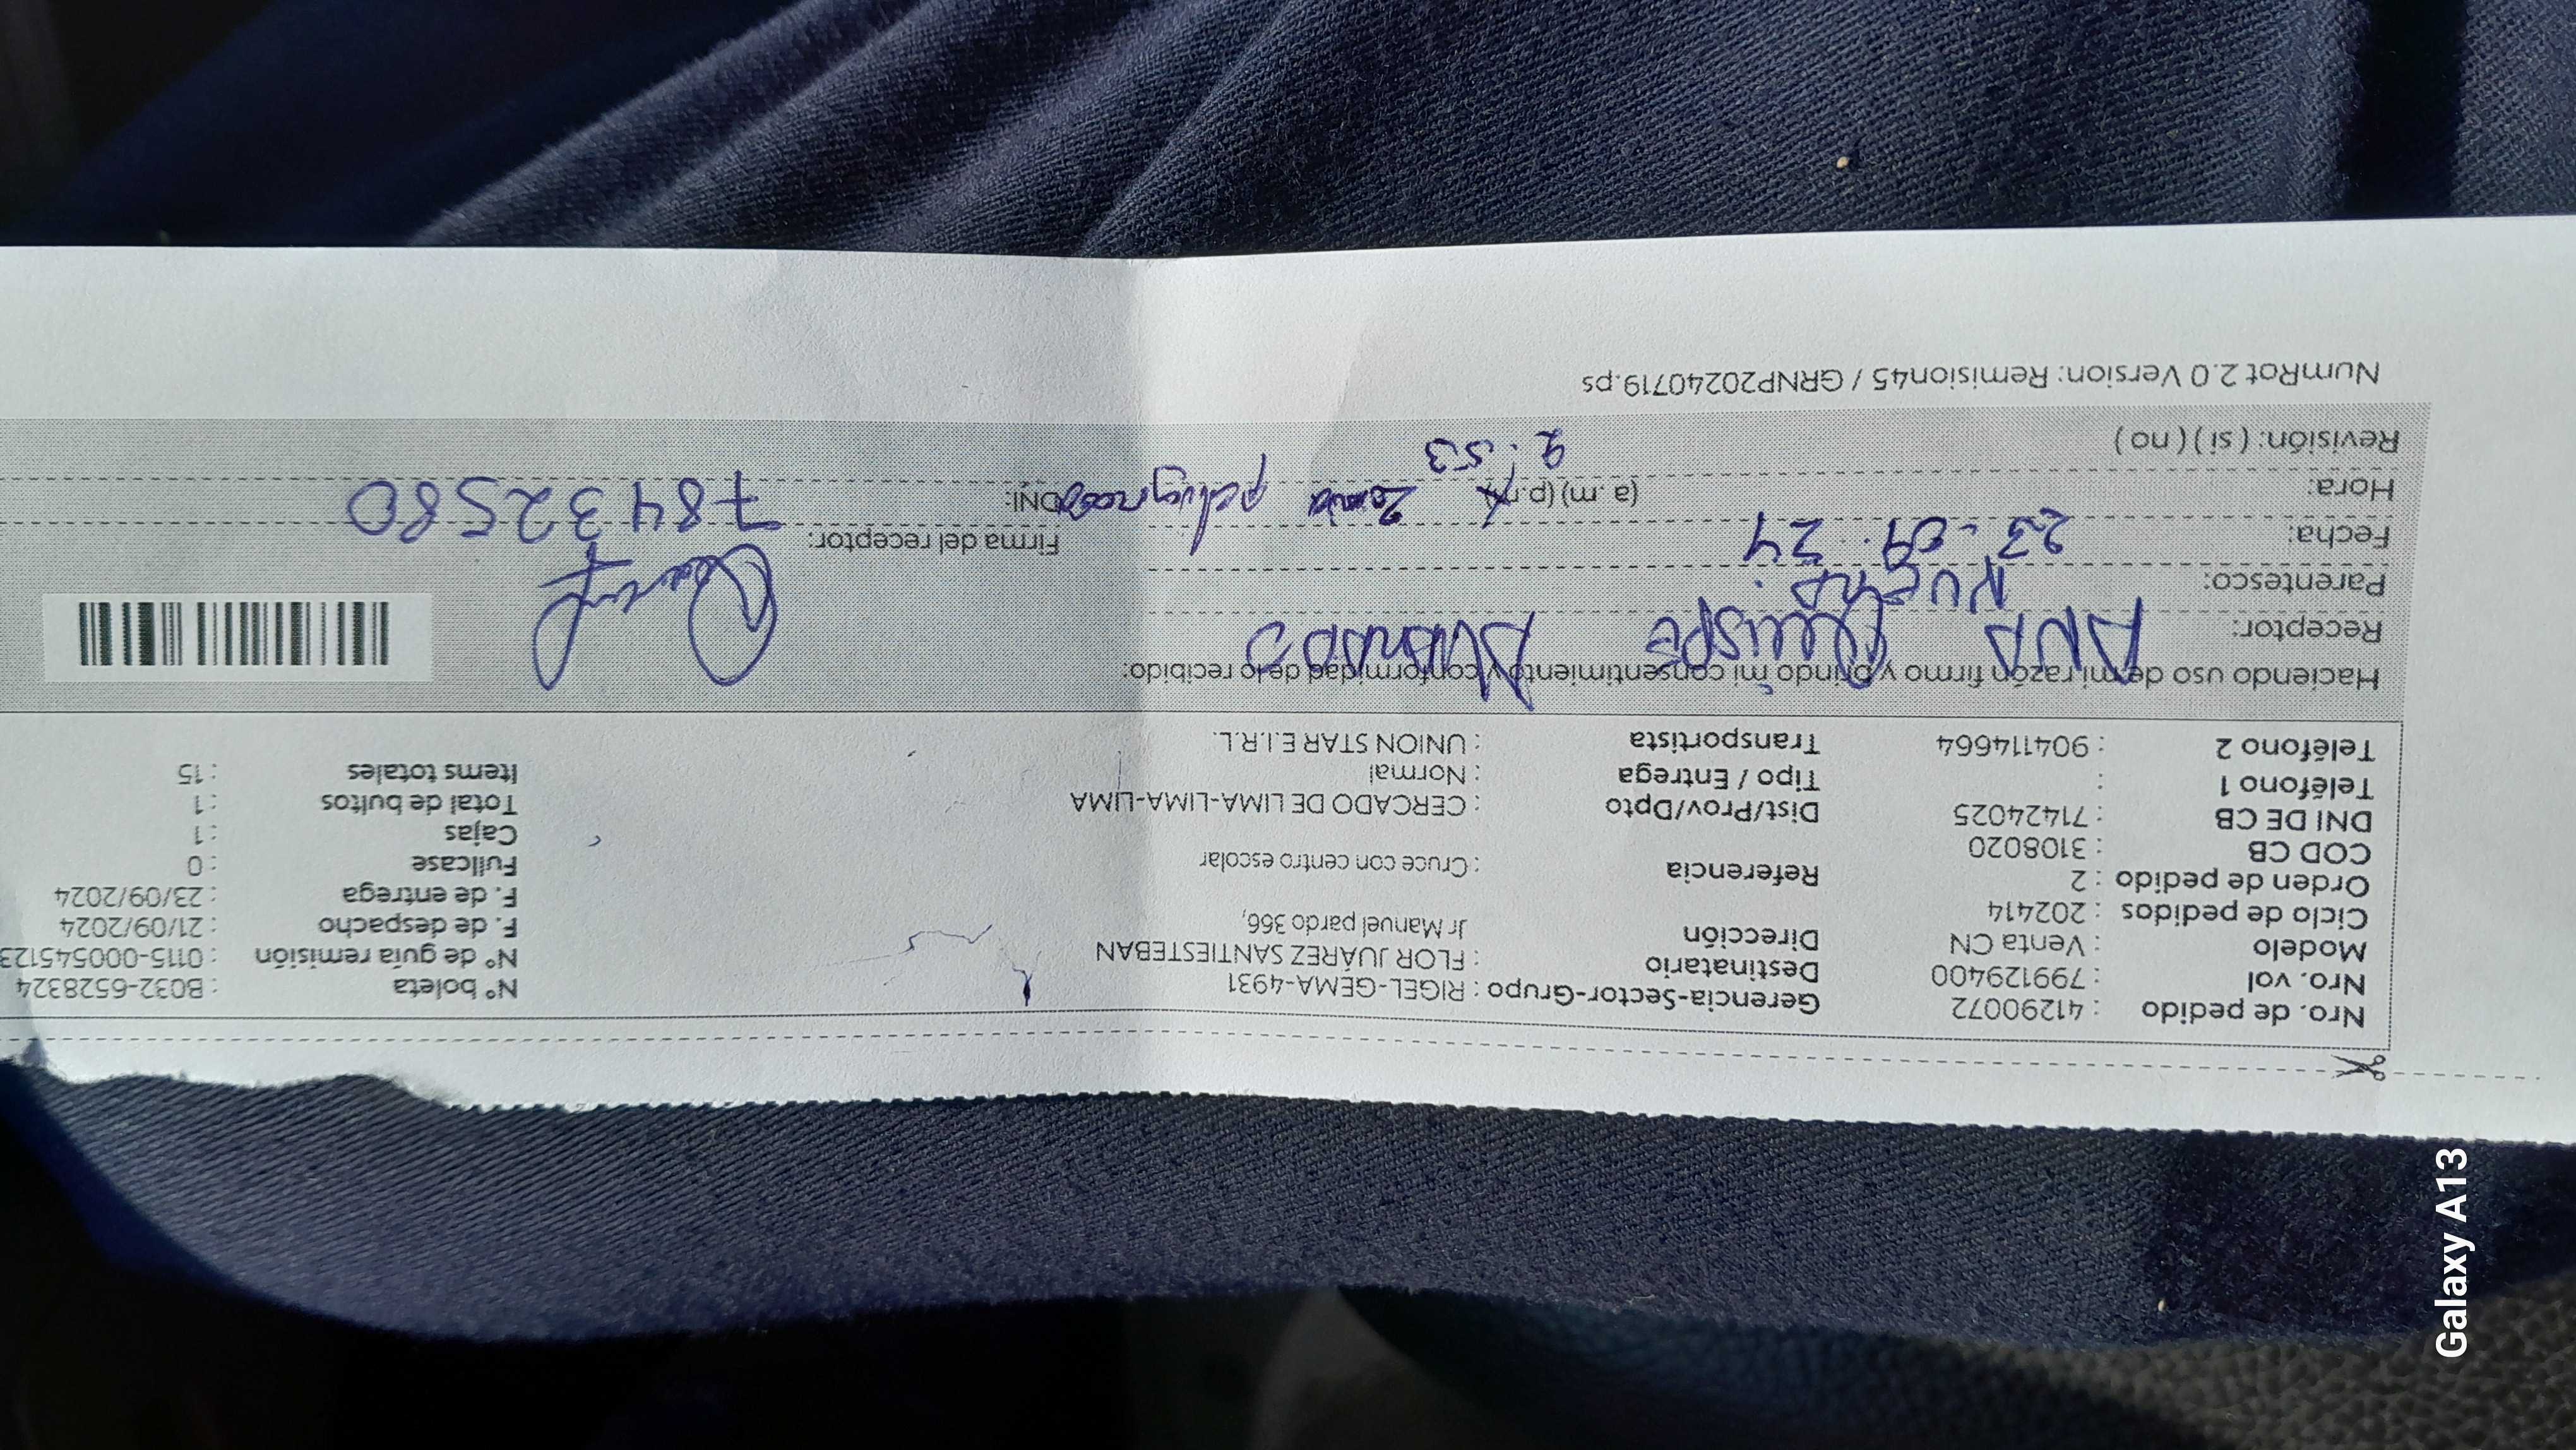 Nro. de pedido : 41290072 Gerencia-Sector-Grupo : RIGEL-GEMA-4931 N° boleta : B032-6528324
Nro. vol : 799129400 Destinatario : FLOR JUÁREZ SANTIESTEBAN N° de guía remisión : 0115-000545123
Modelo : Venta CN Dirección Jr Manuel pardo 366, F. de despacho : 21/09/2024
Ciclo de pedidos : 202414 F. de entrega : 23/09/2024
Orden de pedido : 2 Referencia : Cruce con centro escolar Fullcase : 0
COD CB : 3108020 Cajas : 1
DNI DE CB : 71424025 Dist/Prov/Dpto : CERCADO DE LIMA-LIMA-LIMA Total de bultos : 1
Teléfono 1 : Tipo / Entrega : Normal Items totales : 15
Teléfono 2 : 904114664 Transportista : UNION STAR E.I.R.L.
Haciendo uso de mi razón firmo y brindo mi consentimiento y conformidad de lo recibido:
Receptor: ANA Quispe
Parentesco: NUERA.
Fecha: 23-09.24 Firma del receptor:
Hora: (a.m) (p.m) Zona DNI: 78432580
9:53
Revisión: ( si ) ( no )
NumRot 2.0 Version: Remision45 / GRNP20240719.ps
Galaxy A13